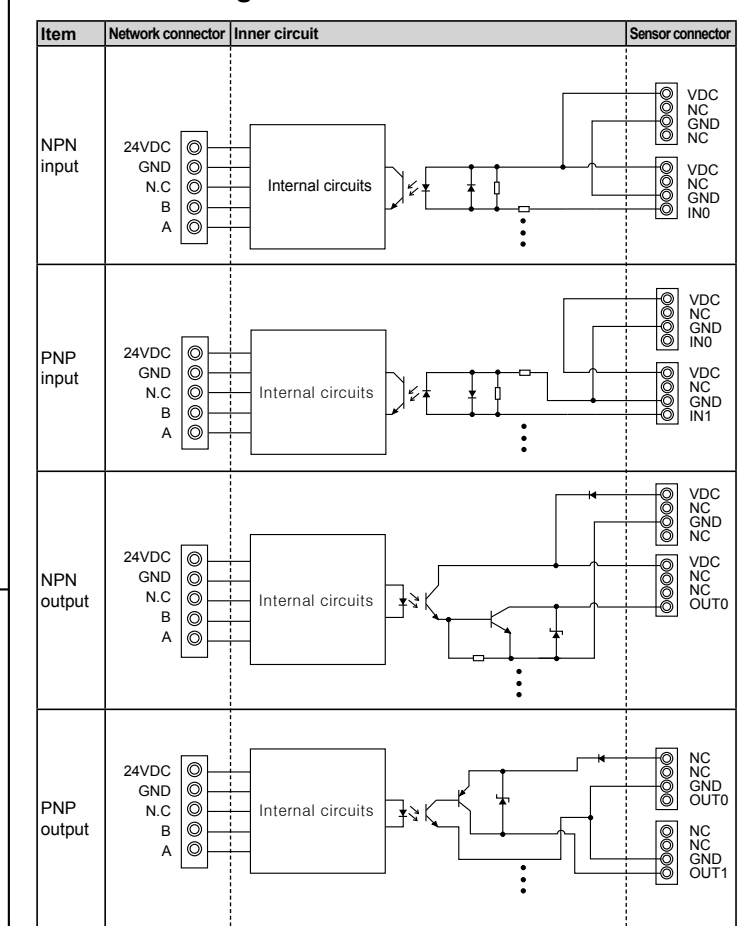 Item Network connector Inner circuit Sensor connector
NPN
input
24VDC
GND
N.C
B
A
Internal circuits
VDC
NC
GND
NC
VDC
NC
GND
IN0
PNP
input
24VDC
GND
N.C
B
A
Internal circuits
VDC
NC
GND
IN0
VDC
NC
GND
IN1
NPN
output
24VDC
GND
N.C
B
A
Internal circuits
VDC
NC
GND
NC
VDC
NC
NC
OUT0
PNP
output
24VDC
GND
N.C
B
A
Internal circuits
NC
NC
GND
OUT0
NC
NC
GND
OUT1